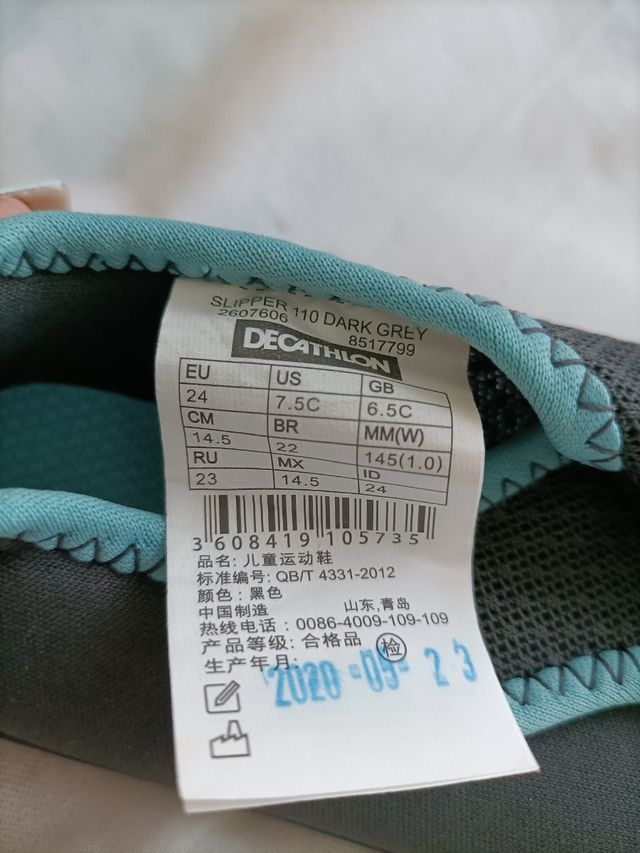 SLIPPER 110 DARK GREY
2607606 8517799
DECATHLON
EU US GB
24 7.5C 6.5C
CM BR MM(W)
14.5 22 145(1.0)
RU MX ID
23 14.5 24
3 608419 105735
品名: 儿童运动鞋
标准编号: QB/T 4331-2012
颜色: 黑色
中国制造 山东,青岛
热线电话 : 0086-4009-109-109
产品等级: 合格品 检
生产年月:
2020-09-23